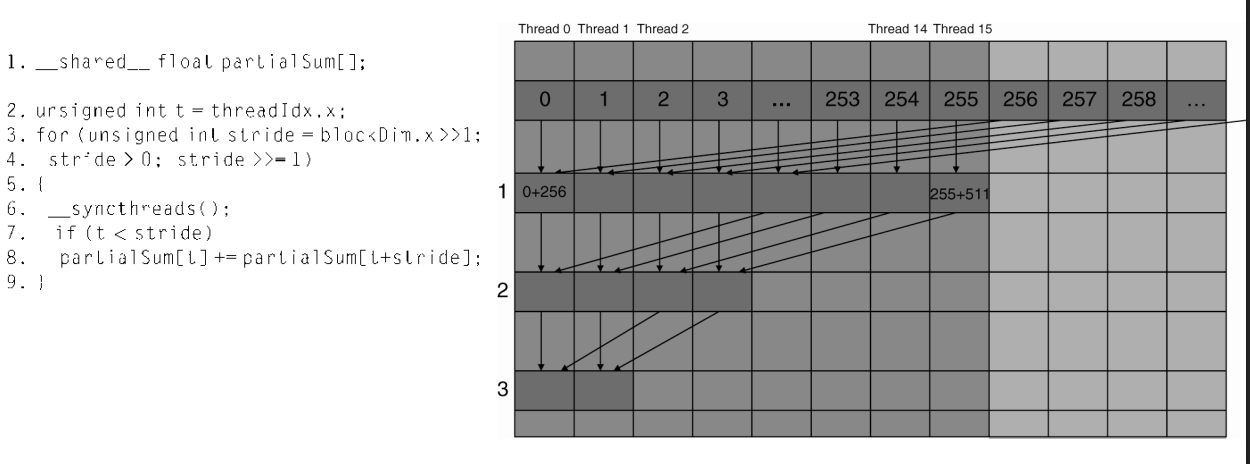 1. __shared__ float partialSum[];
2. unsigned int t = threadIdx.x;
3. for (unsigned int stride = blockDim.x>>1;
4. stride > 0; stride >>= 1)
5. {
6. __syncthreads();
7. if (t < stride)
8. partialSum[t] += partialSum[t+stride];
9. }
Thread 0 Thread 1 Thread 2 Thread 14 Thread 15
0 1 2 3 ... 253 254 255 256 257 258 ...
1 0+256 255+511
2
3